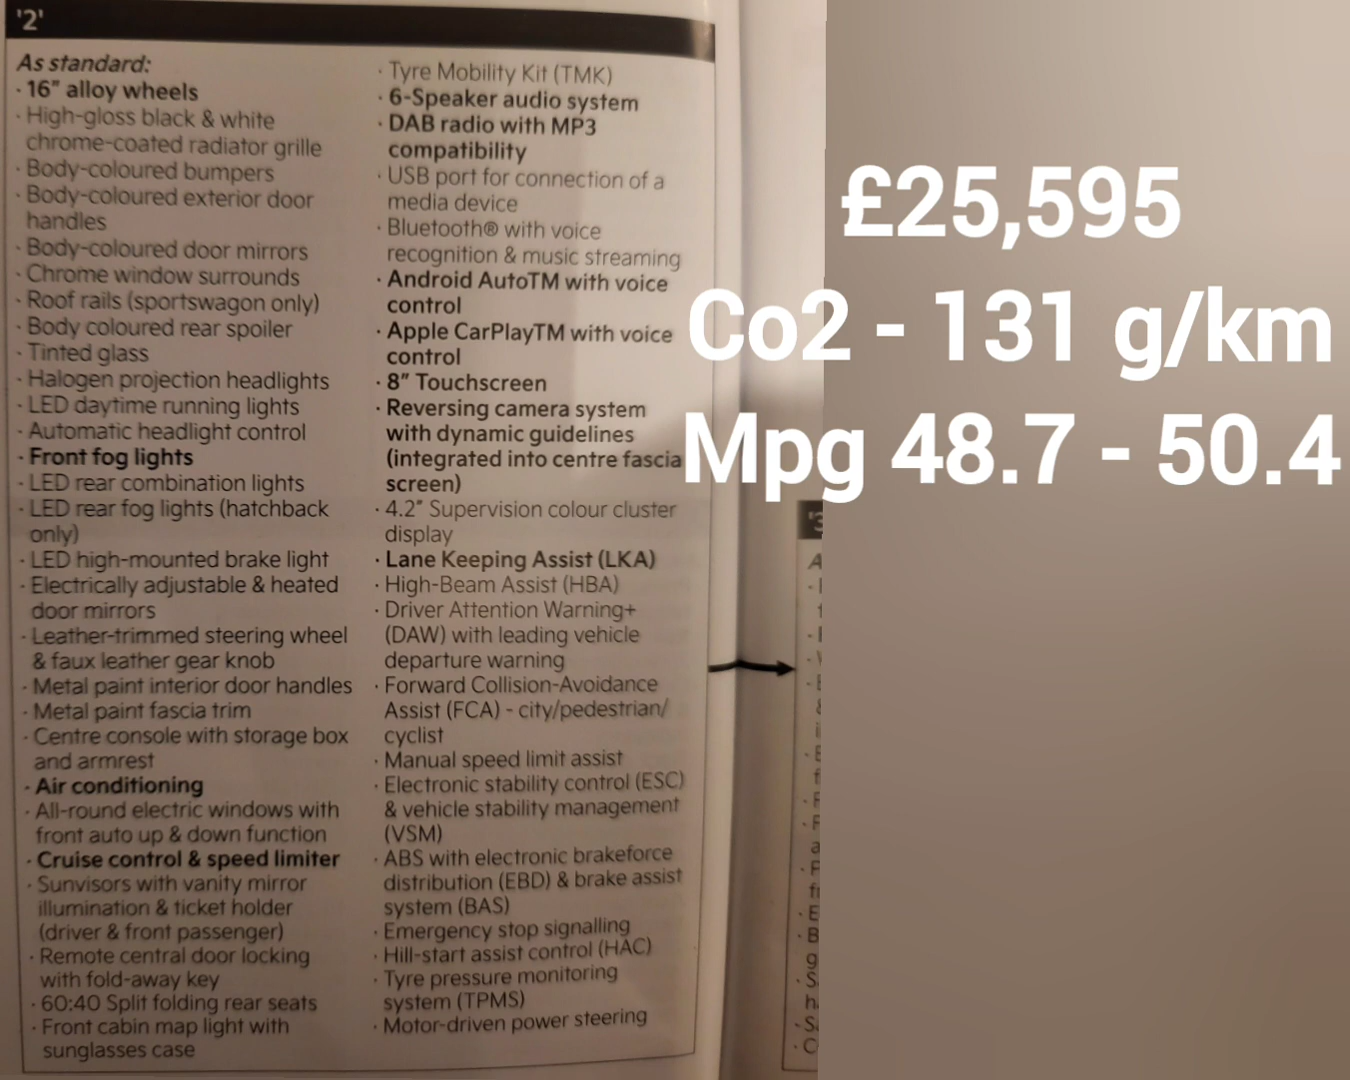 '2'
As standard:
· 16" alloy wheels
· High-gloss black & white
chrome-coated radiator grille
· Body-coloured bumpers
· Body-coloured exterior door
handles
· Body-coloured door mirrors
· Chrome window surrounds
· Roof rails (sportswagon only)
· Body coloured rear spoiler
· Tinted glass
· Halogen projection headlights
· LED daytime running lights
· Automatic headlight control
· Front fog lights
· LED rear combination lights
· LED rear fog lights (hatchback
only)
· LED high-mounted brake light
· Electrically adjustable & heated
door mirrors
· Leather-trimmed steering wheel
& faux leather gear knob
· Metal paint interior door handles
· Metal paint fascia trim
· Centre console with storage box
and armrest
· Air conditioning
· All-round electric windows with
front auto up & down function
· Cruise control & speed limiter
· Sunvisors with vanity mirror
illumination & ticket holder
(driver & front passenger)
· Remote central door locking
with fold-away key
· 60:40 Split folding rear seats
· Front cabin map light with
sunglasses case
· Tyre Mobility Kit (TMK)
· 6-Speaker audio system
· DAB radio with MP3
compatibility
· USB port for connection of a
media device
· Bluetooth® with voice
recognition & music streaming
· Android AutoTM with voice
control
· Apple CarPlayTM with voice
control
· 8" Touchscreen
· Reversing camera system
with dynamic guidelines
(integrated into centre fascia
screen)
· 4.2" Supervision colour cluster
display
· Lane Keeping Assist (LKA)
· High-Beam Assist (HBA)
· Driver Attention Warning+
(DAW) with leading vehicle
departure warning
· Forward Collision-Avoidance
Assist (FCA) - city/pedestrian/
cyclist
· Manual speed limit assist
· Electronic stability control (ESC)
& vehicle stability management
(VSM)
· ABS with electronic brakeforce
distribution (EBD) & brake assist
system (BAS)
· Emergency stop signalling
· Hill-start assist control (HAC)
· Tyre pressure monitoring
system (TPMS)
· Motor-driven power steering
£25,595
Co2 - 131 g/km
Mpg 48.7 - 50.4